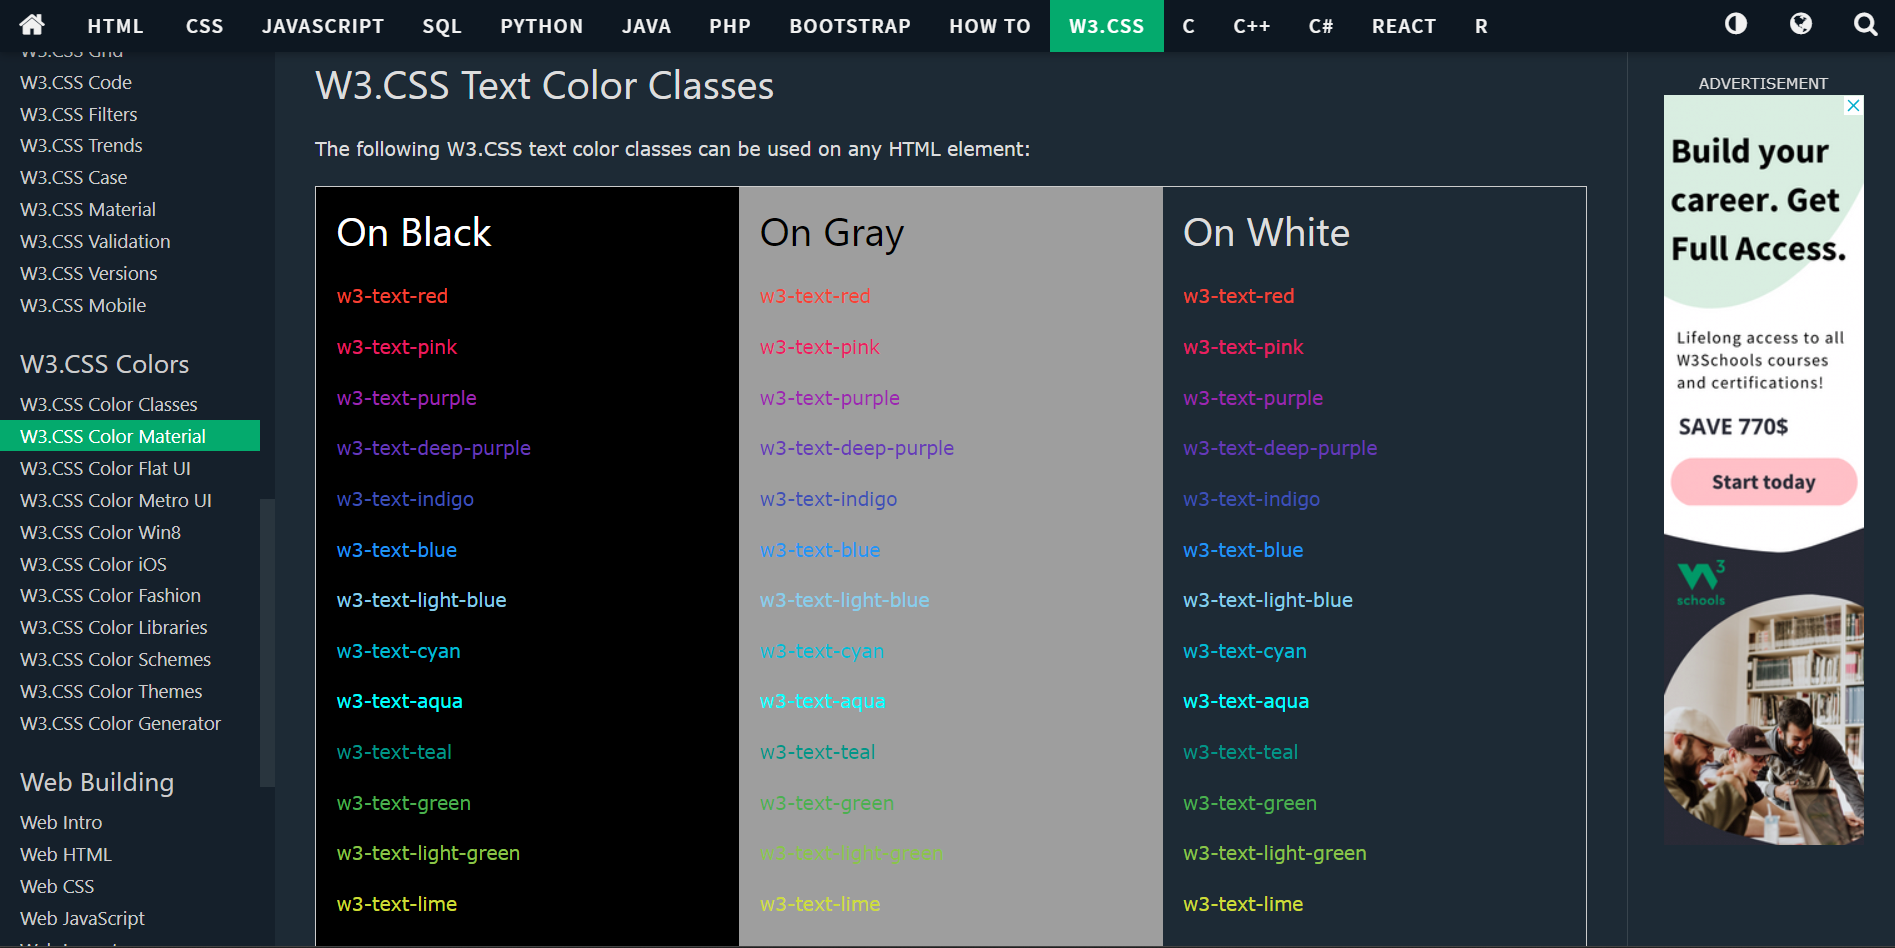 HTML CSS JAVASCRIPT SQL PYTHON JAVA PHP BOOTSTRAP HOW TO W3.CSS C C++ C# REACT R
W3.CSS Grid
W3.CSS Code
W3.CSS Filters
W3.CSS Trends
W3.CSS Case
W3.CSS Material
W3.CSS Validation
W3.CSS Versions
W3.CSS Mobile
W3.CSS Colors
W3.CSS Color Classes
W3.CSS Color Material
W3.CSS Color Flat UI
W3.CSS Color Metro UI
W3.CSS Color Win8
W3.CSS Color iOS
W3.CSS Color Fashion
W3.CSS Color Libraries
W3.CSS Color Schemes
W3.CSS Color Themes
W3.CSS Color Generator
Web Building
Web Intro
Web HTML
Web CSS
Web JavaScript
W3.CSS Text Color Classes
The following W3.CSS text color classes can be used on any HTML element:
On Black
w3-text-red
w3-text-pink
w3-text-purple
w3-text-deep-purple
w3-text-indigo
w3-text-blue
w3-text-light-blue
w3-text-cyan
w3-text-aqua
w3-text-teal
w3-text-green
w3-text-light-green
w3-text-lime
On Gray
w3-text-red
w3-text-pink
w3-text-purple
w3-text-deep-purple
w3-text-indigo
w3-text-blue
w3-text-light-blue
w3-text-cyan
w3-text-aqua
w3-text-teal
w3-text-green
w3-text-light-green
w3-text-lime
On White
w3-text-red
w3-text-pink
w3-text-purple
w3-text-deep-purple
w3-text-indigo
w3-text-blue
w3-text-light-blue
w3-text-cyan
w3-text-aqua
w3-text-teal
w3-text-green
w3-text-light-green
w3-text-lime
ADVERTISEMENT
Build your
career. Get
Full Access.
Lifelong access to all
W3Schools courses
and certifications!
SAVE 770$
Start today
W3
schools